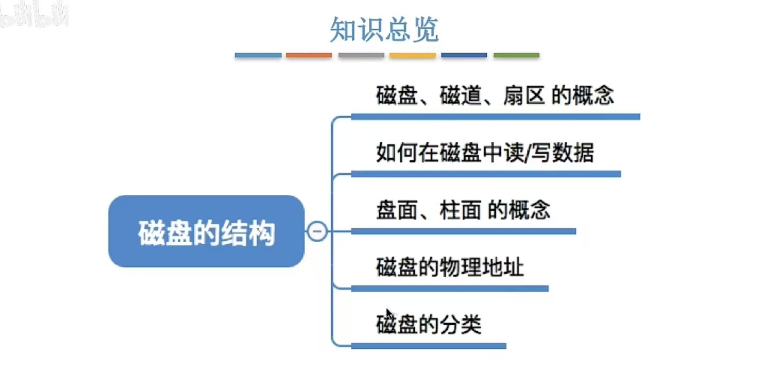 bilibili
知识总览
磁盘、磁道、扇区 的概念
如何在磁盘中读/写数据
盘面、柱面 的概念
磁盘的结构
磁盘的物理地址
磁盘的分类